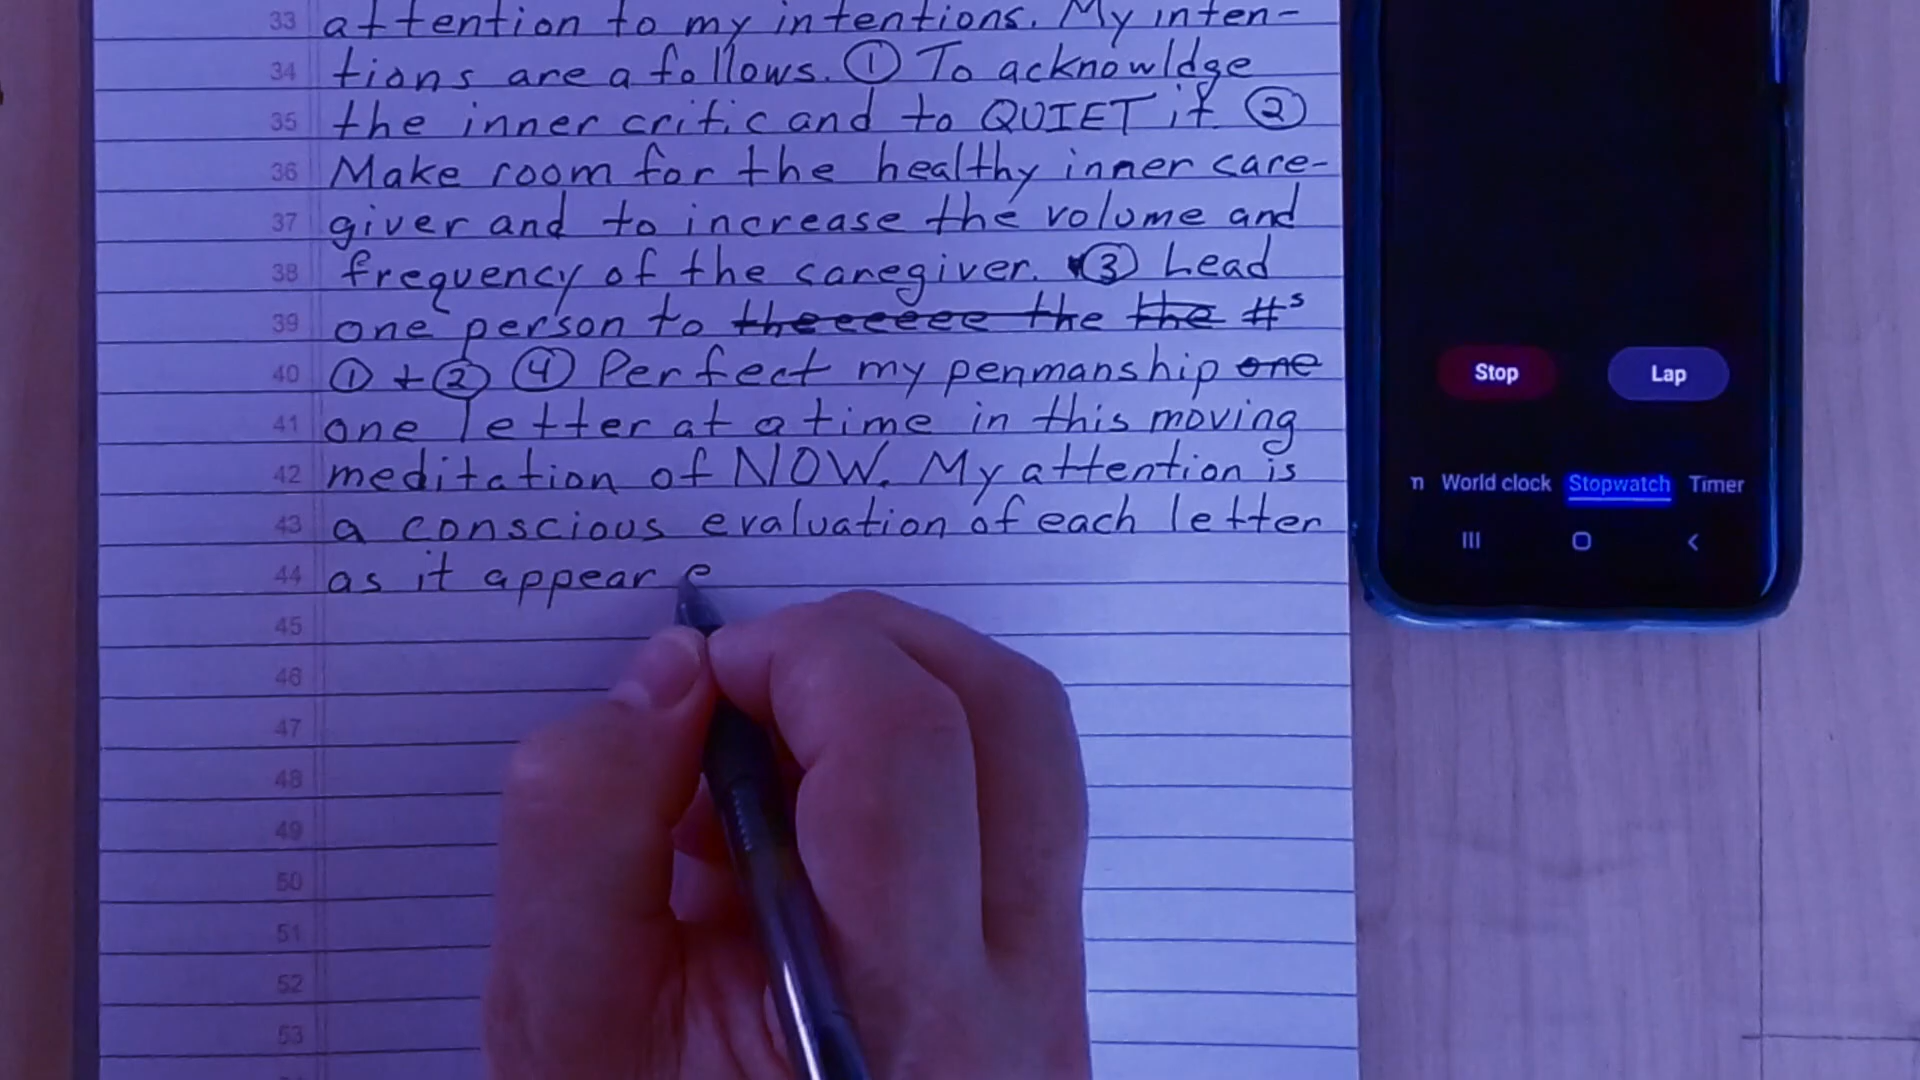 33 attention to my intentions. My inten-
34 tions are a follows. ① To acknowldge
35 the inner critic and to QUIET it. ②
36 Make room for the healthy inner care-
37 giver and to increase the volume and
38 frequency of the caregiver. ③ Lead
39 one person to theeeeee the the #s
40 ① + ② ④ Perfect my penmanship one
41 one letter at a time in this moving
42 meditation of NOW. My attention is
43 a conscious evaluation of each letter
44 as it appear e
45
46
47
48
49
50
51
52
53
Stop Lap
n World clock Stopwatch Timer